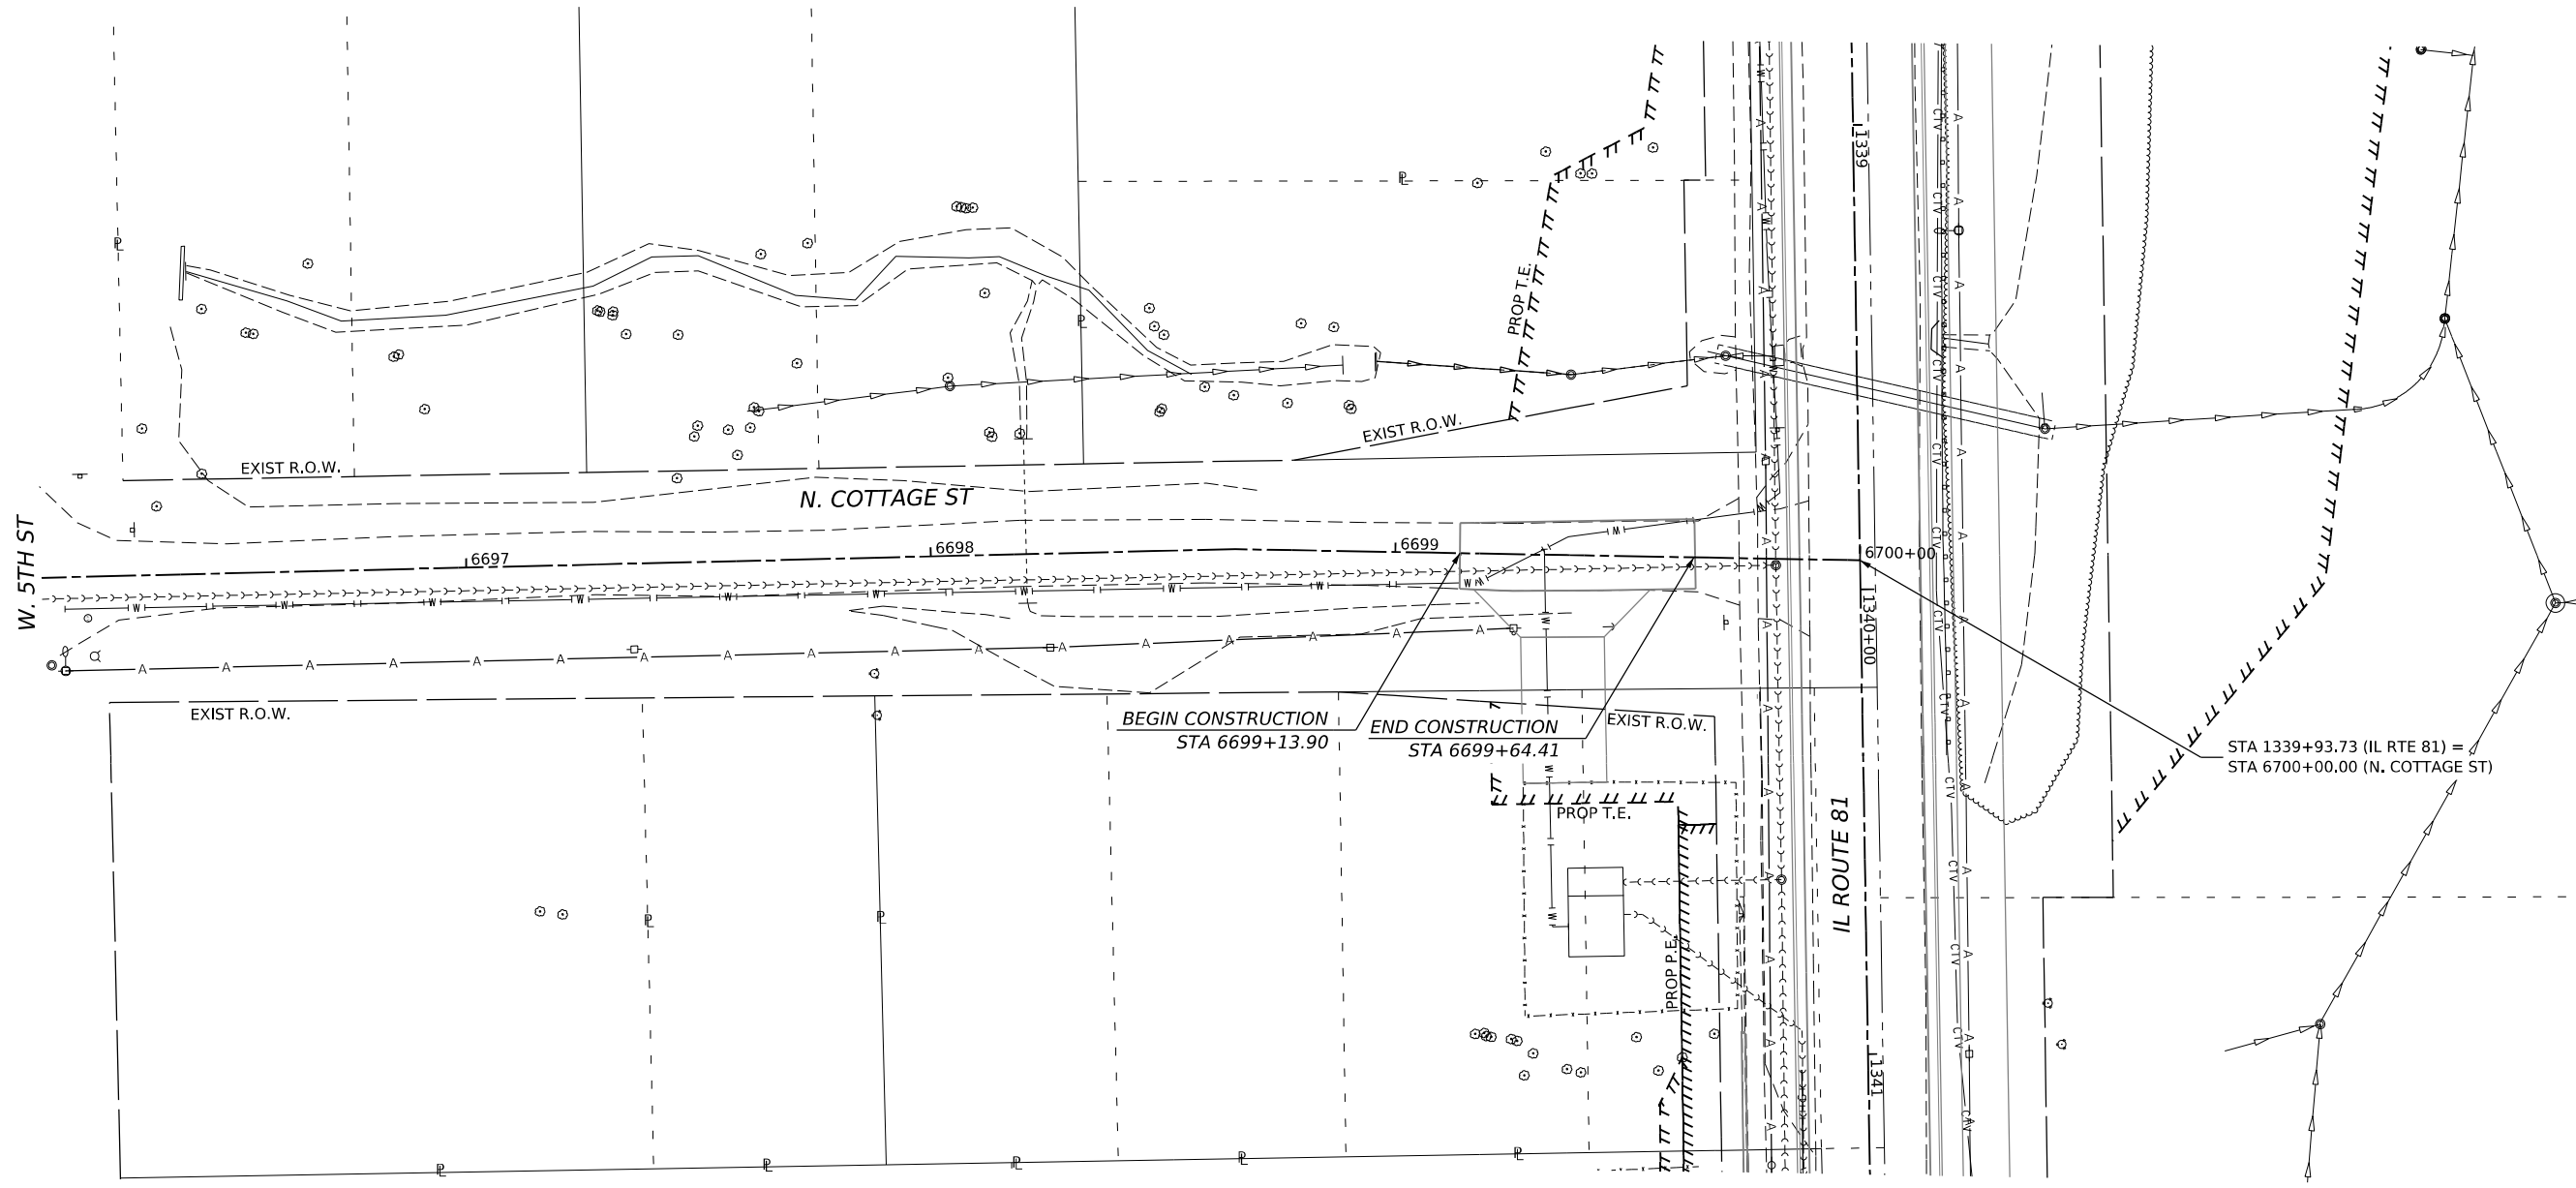 1339
PROP T.E.
EXIST R.O.W.
EXIST R.O.W.
N. COTTAGE ST
W. 5TH ST
6697
6698
6699
6700+00
1340+00
EXIST R.O.W.
BEGIN CONSTRUCTION
STA 6699+13.90
END CONSTRUCTION
STA 6699+64.41
EXIST R.O.W.
STA 1339+93.73 (IL RTE 81) =
STA 6700+00.00 (N. COTTAGE ST)
PROP T.E.
IL ROUTE 81
PROP P.E.
1341